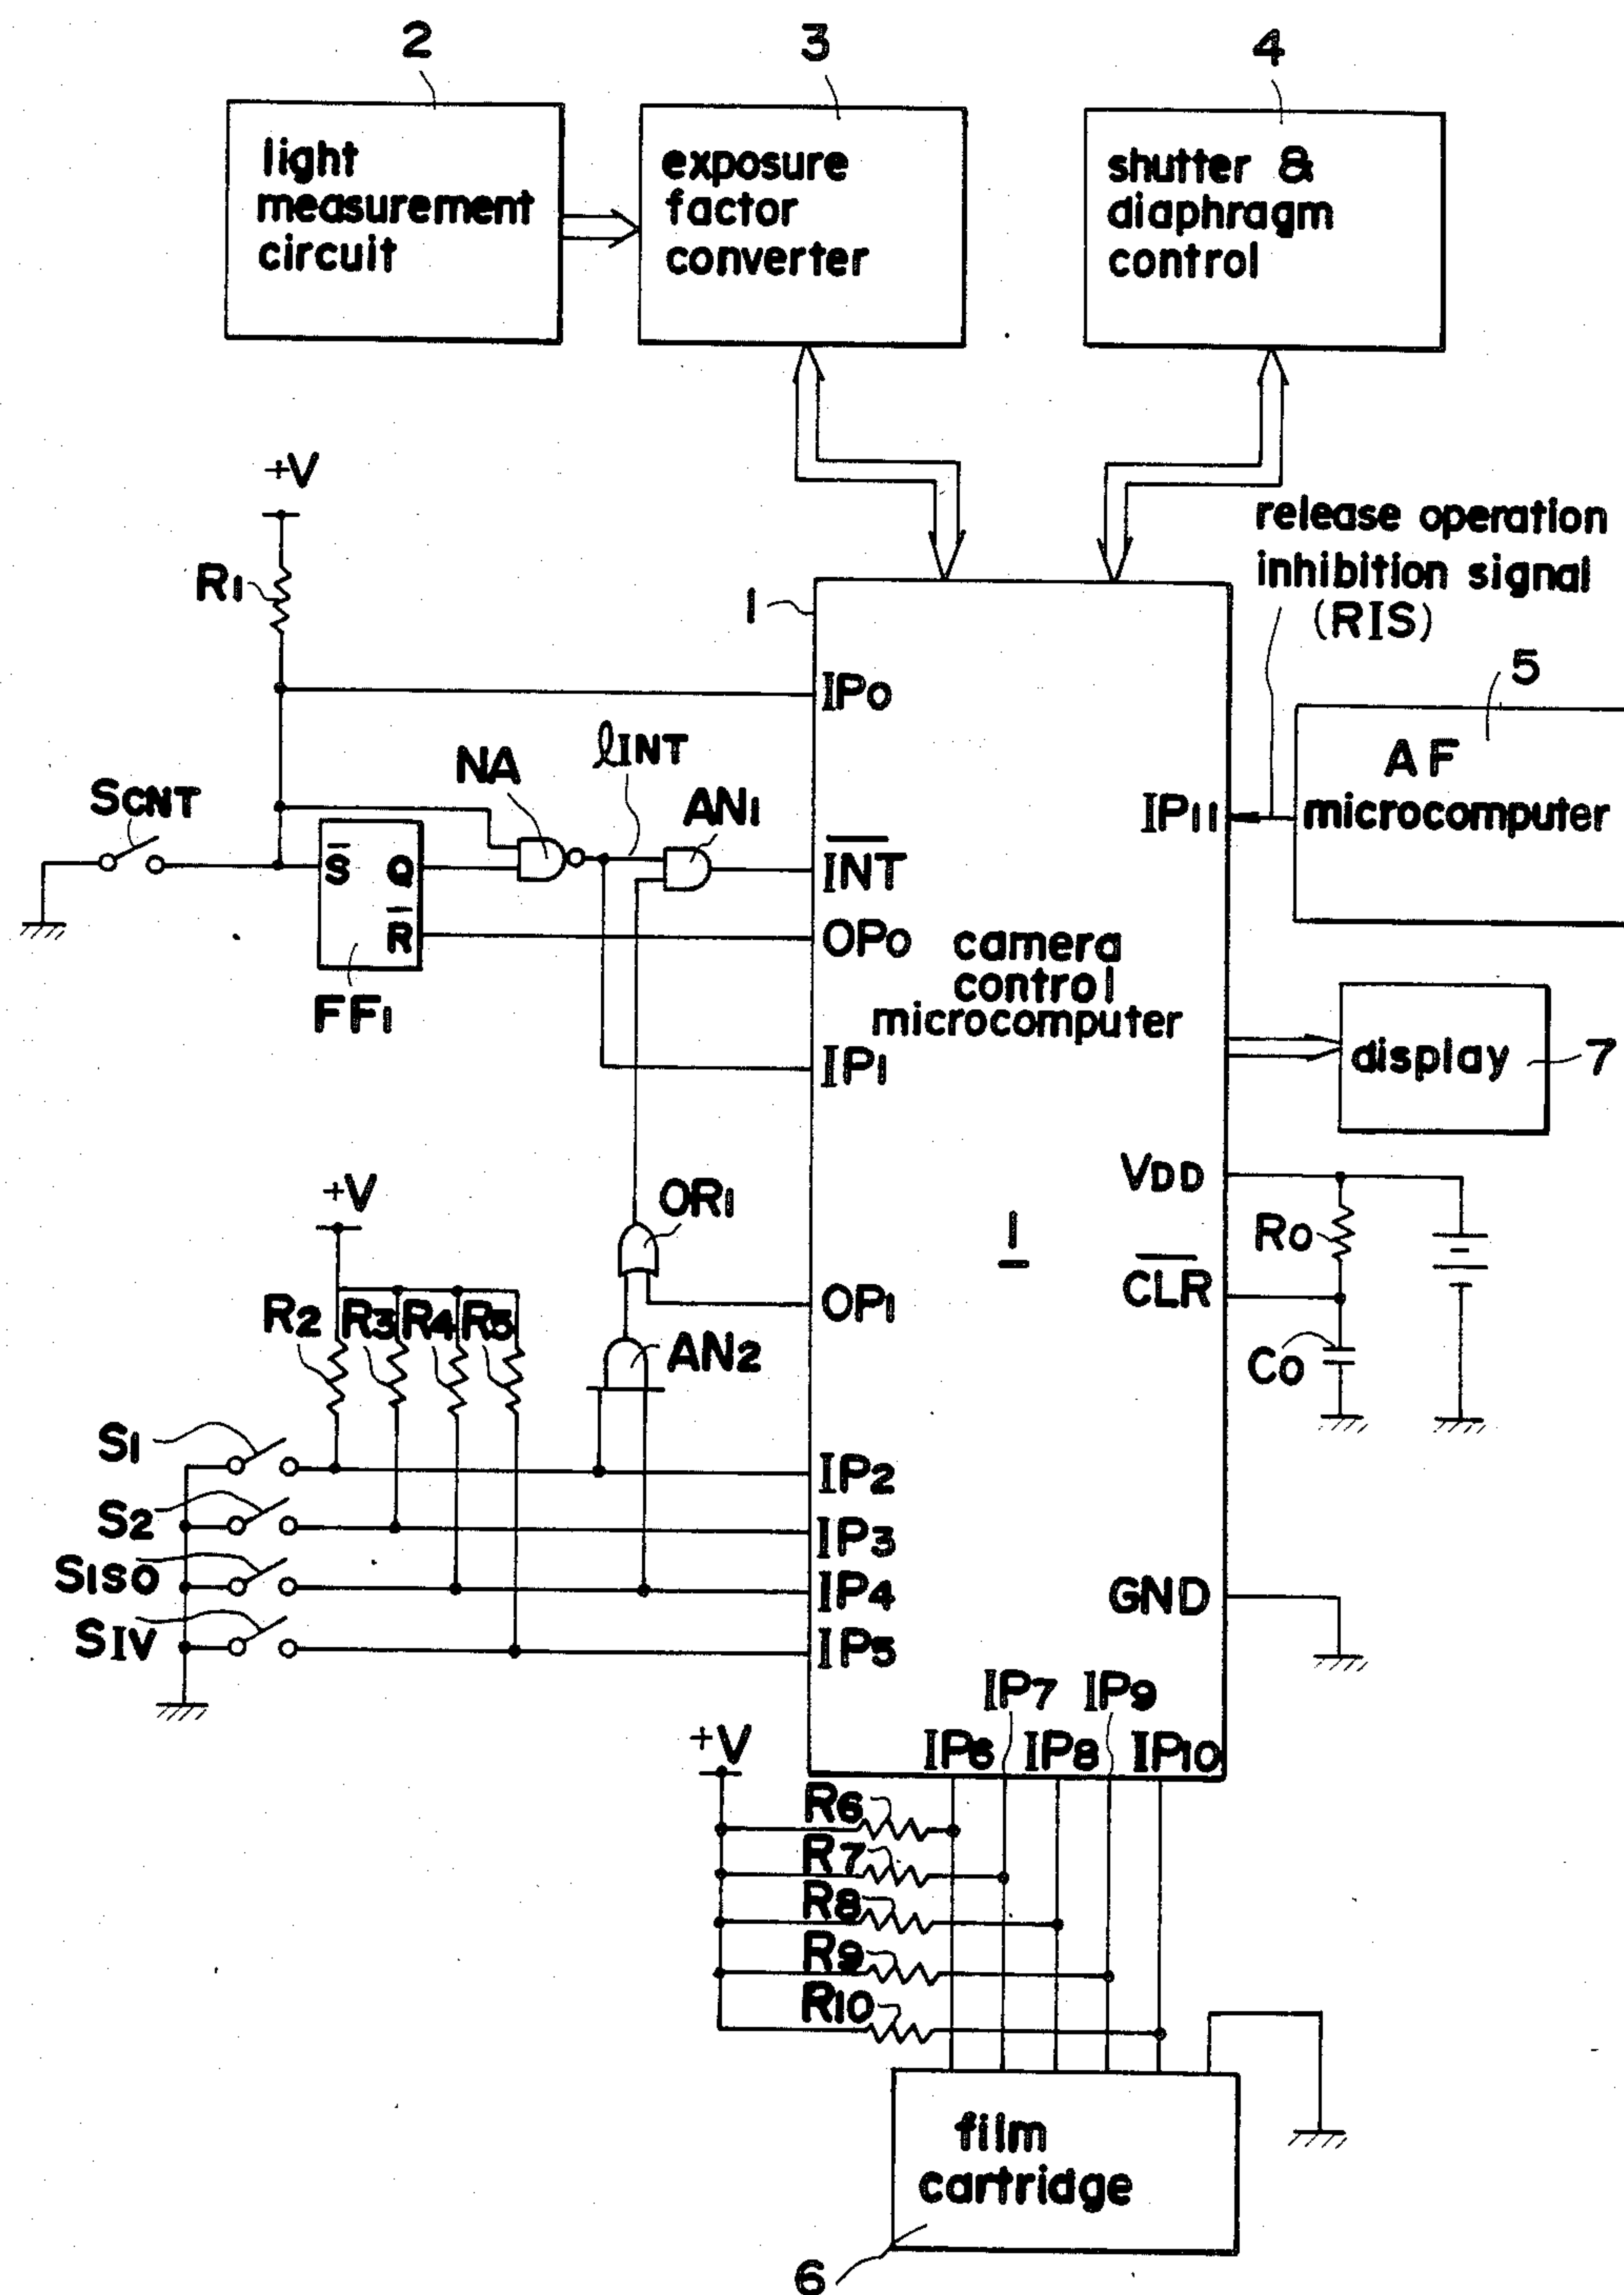 2
3
4
light
measurement
circuit
exposure
factor
converter
shutter &
diaphragm
control
+V
R1
release operation
inhibition signal
(RIS)
1
IP0
5
AF
microcomputer
NA
ℓINT
AN1
SCNT
IP11
S̅
Q
R̅
I̅N̅T̅
OP0
camera
control
microcomputer
FF1
IP1
display
7
+V
OR1
VDD
1
R0
C̅L̅R̅
R2
R3
R4
R5
OP1
AN2
C0
S1
IP2
S2
IP3
SISO
IP4
GND
SIV
IP5
IP7
IP9
+V
IP6
IP8
IP10
R6
R7
R8
R9
R10
film
cartridge
6